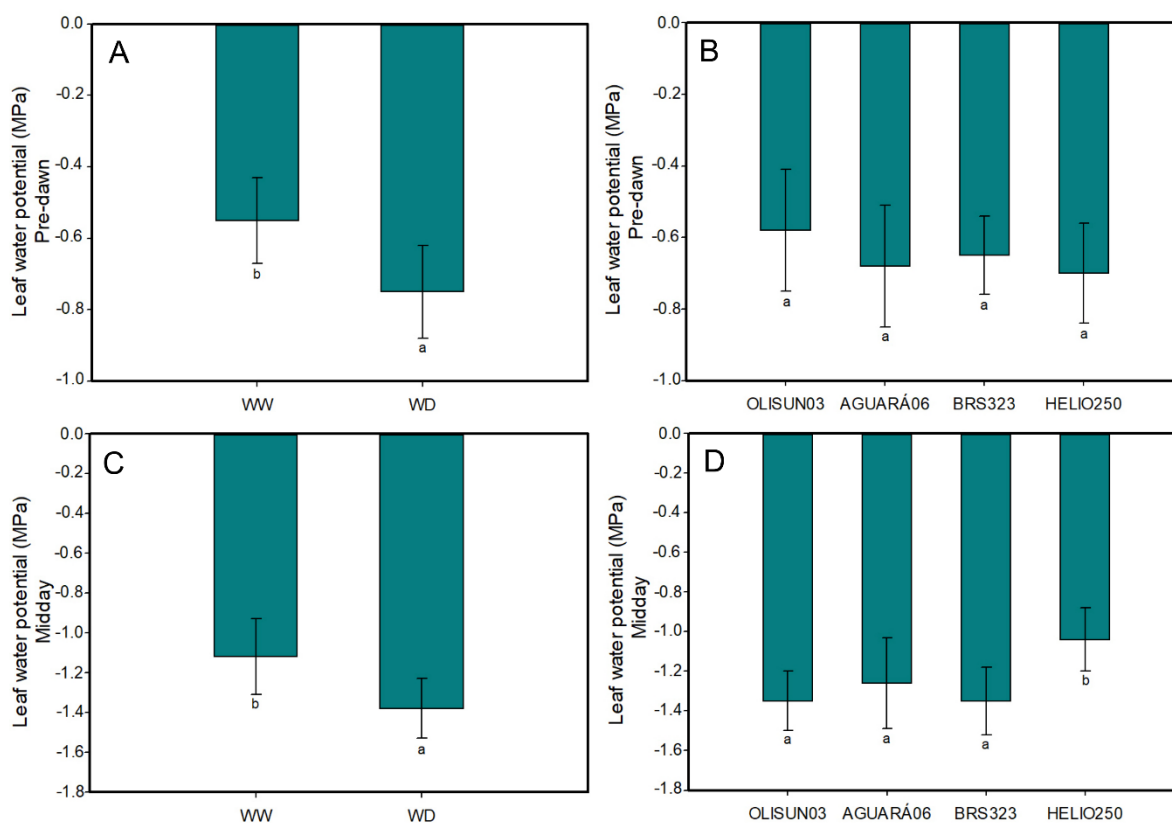 A
0.0
-0.2
-0.4
-0.6
-0.8
-1.0
Leaf water potential (MPa)
Pre-dawn
b
a
WW WD
B
0.0
-0.2
-0.4
-0.6
-0.8
-1.0
Leaf water potential (MPa)
Pre-dawn
a
a
a
a
OLISUN03 AGUARÁ06 BRS323 HELIO250
C
0.0
-0.2
-0.4
-0.6
-0.8
-1.0
-1.2
-1.4
-1.6
-1.8
Leaf water potential (MPa)
Midday
b
a
WW WD
D
0.0
-0.2
-0.4
-0.6
-0.8
-1.0
-1.2
-1.4
-1.6
-1.8
Leaf water potential (MPa)
Midday
a
a
a
b
OLISUN03 AGUARÁ06 BRS323 HELIO250